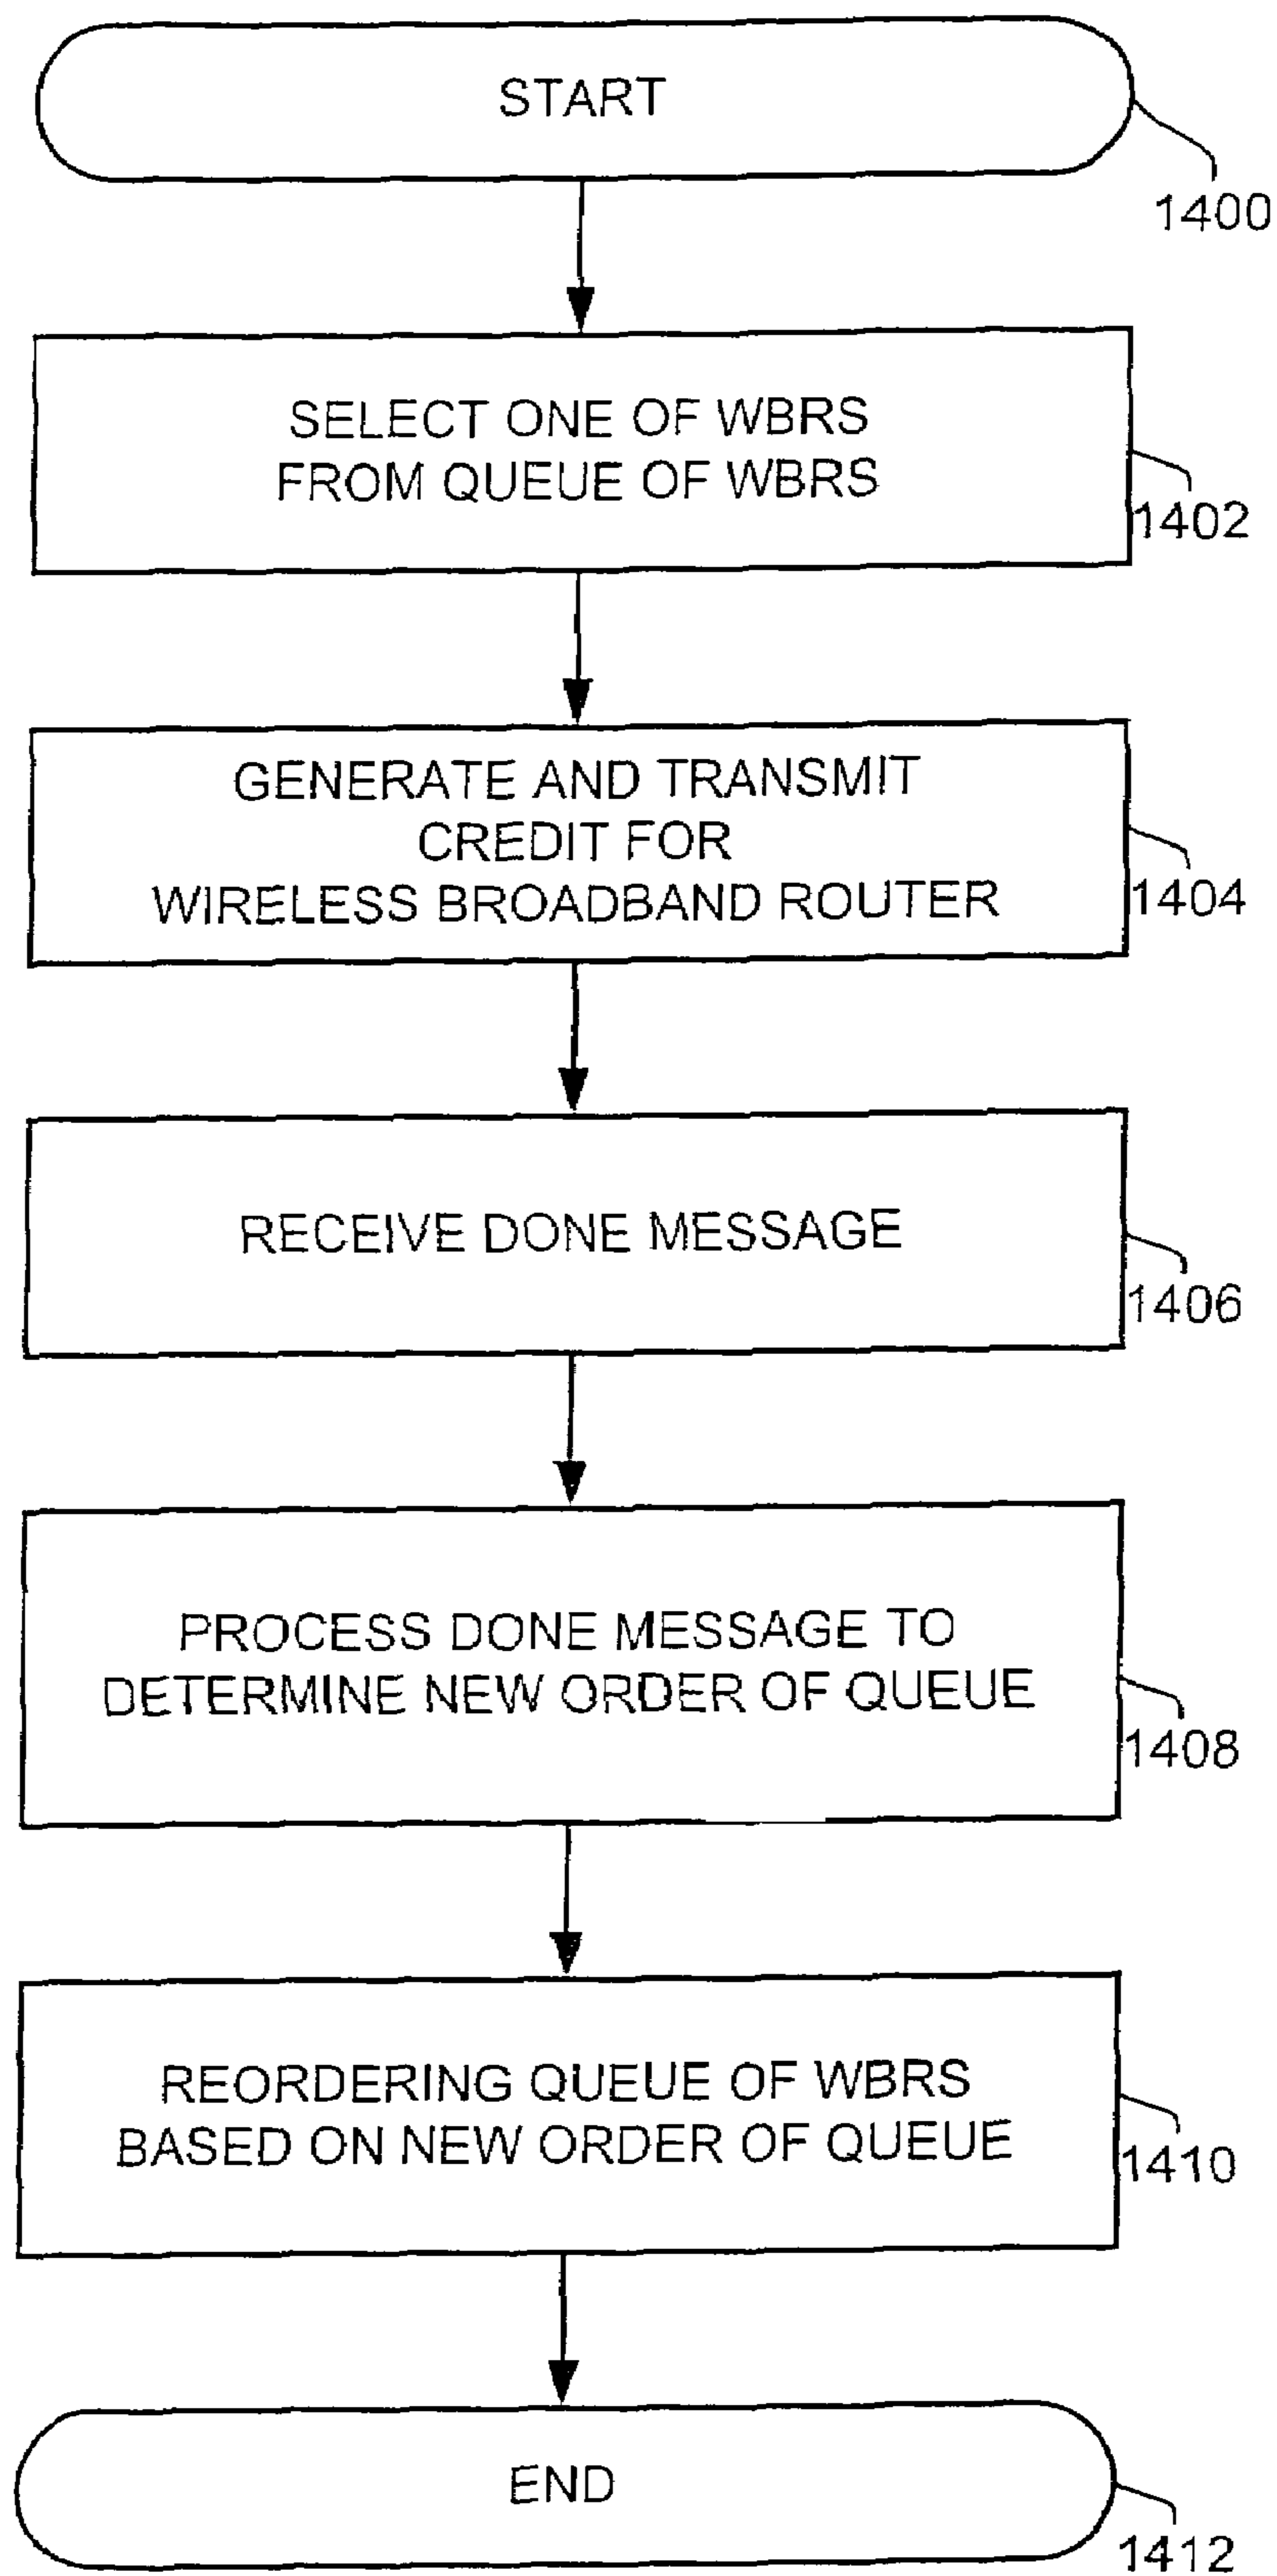 START
1400
SELECT ONE OF WBRS
FROM QUEUE OF WBRS
1402
GENERATE AND TRANSMIT
CREDIT FOR
WIRELESS BROADBAND ROUTER
1404
RECEIVE DONE MESSAGE
1406
PROCESS DONE MESSAGE TO
DETERMINE NEW ORDER OF QUEUE
1408
REORDERING QUEUE OF WBRS
BASED ON NEW ORDER OF QUEUE
1410
END
1412